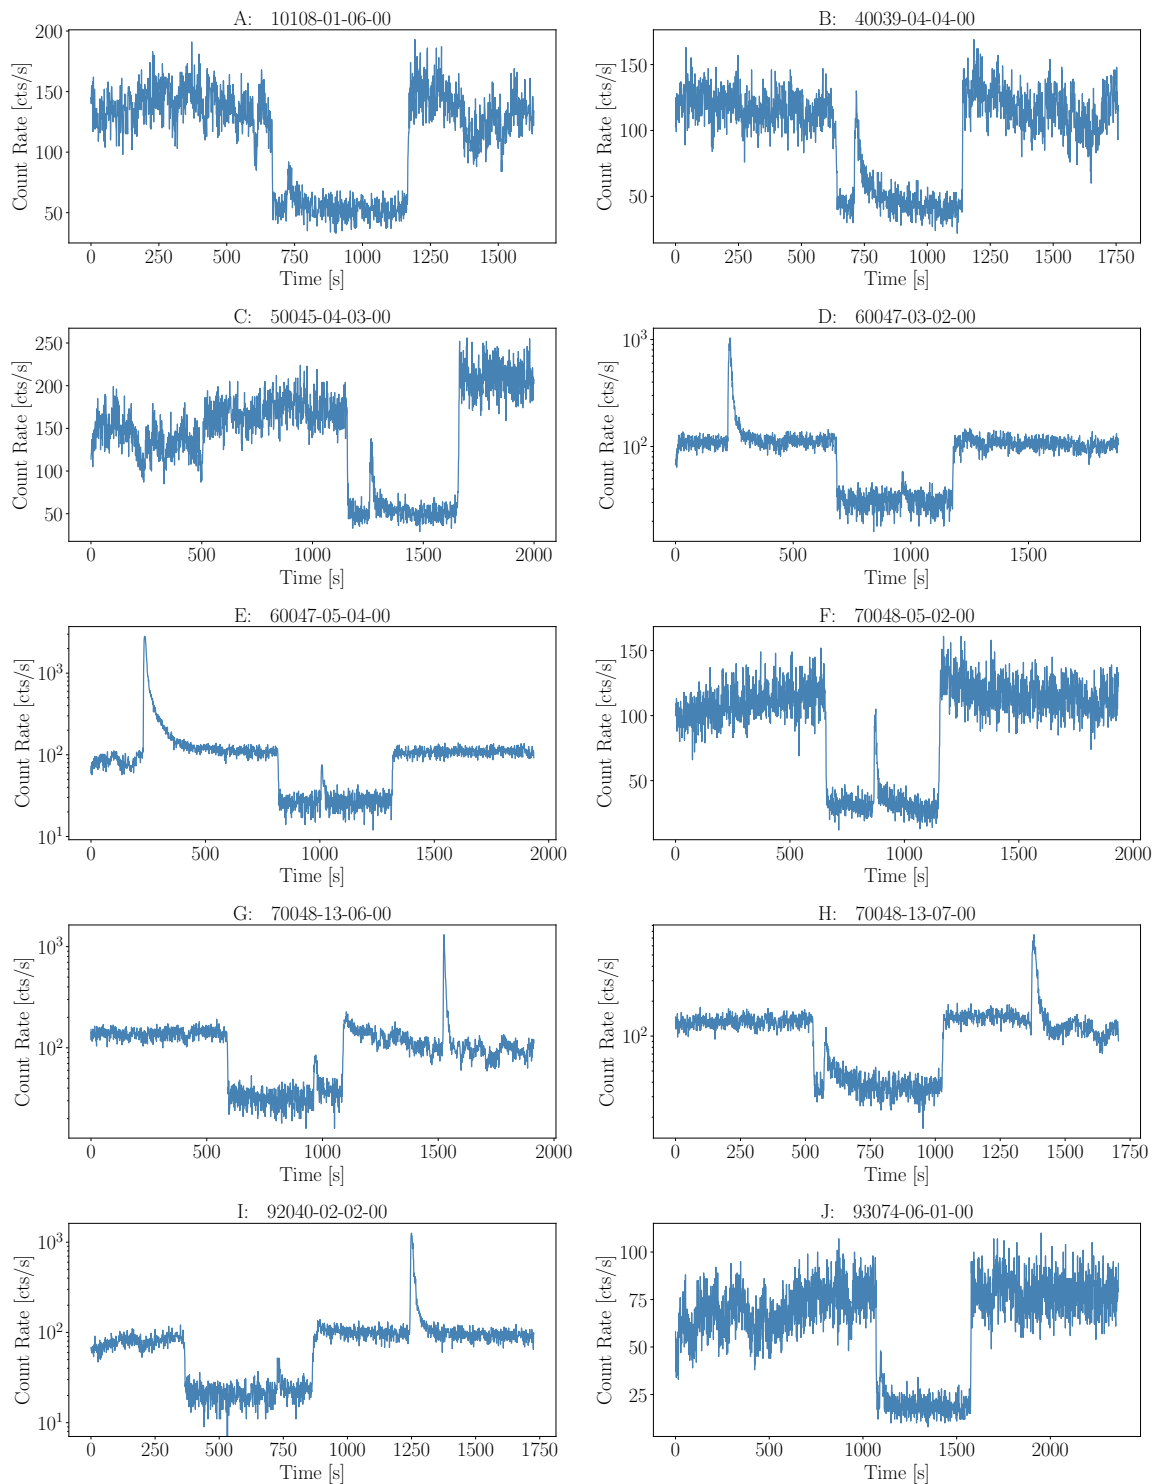 A: 10108-01-06-00
Count Rate [cts/s]
200
150
100
50
0 250 500 750 1000 1250 1500
Time [s]
B: 40039-04-04-00
Count Rate [cts/s]
150
100
50
0 250 500 750 1000 1250 1500 1750
Time [s]
C: 50045-04-03-00
Count Rate [cts/s]
250
200
150
100
50
0 500 1000 1500 2000
Time [s]
D: 60047-03-02-00
Count Rate [cts/s]
10³
10²
0 500 1000 1500
Time [s]
E: 60047-05-04-00
Count Rate [cts/s]
10³
10²
10¹
0 500 1000 1500 2000
Time [s]
F: 70048-05-02-00
Count Rate [cts/s]
150
100
50
0 500 1000 1500 2000
Time [s]
G: 70048-13-06-00
Count Rate [cts/s]
10³
10²
0 500 1000 1500 2000
Time [s]
H: 70048-13-07-00
Count Rate [cts/s]
10²
0 250 500 750 1000 1250 1500 1750
Time [s]
I: 92040-02-02-00
Count Rate [cts/s]
10³
10²
10¹
0 250 500 750 1000 1250 1500 1750
Time [s]
J: 93074-06-01-00
Count Rate [cts/s]
100
75
50
25
0 500 1000 1500 2000
Time [s]